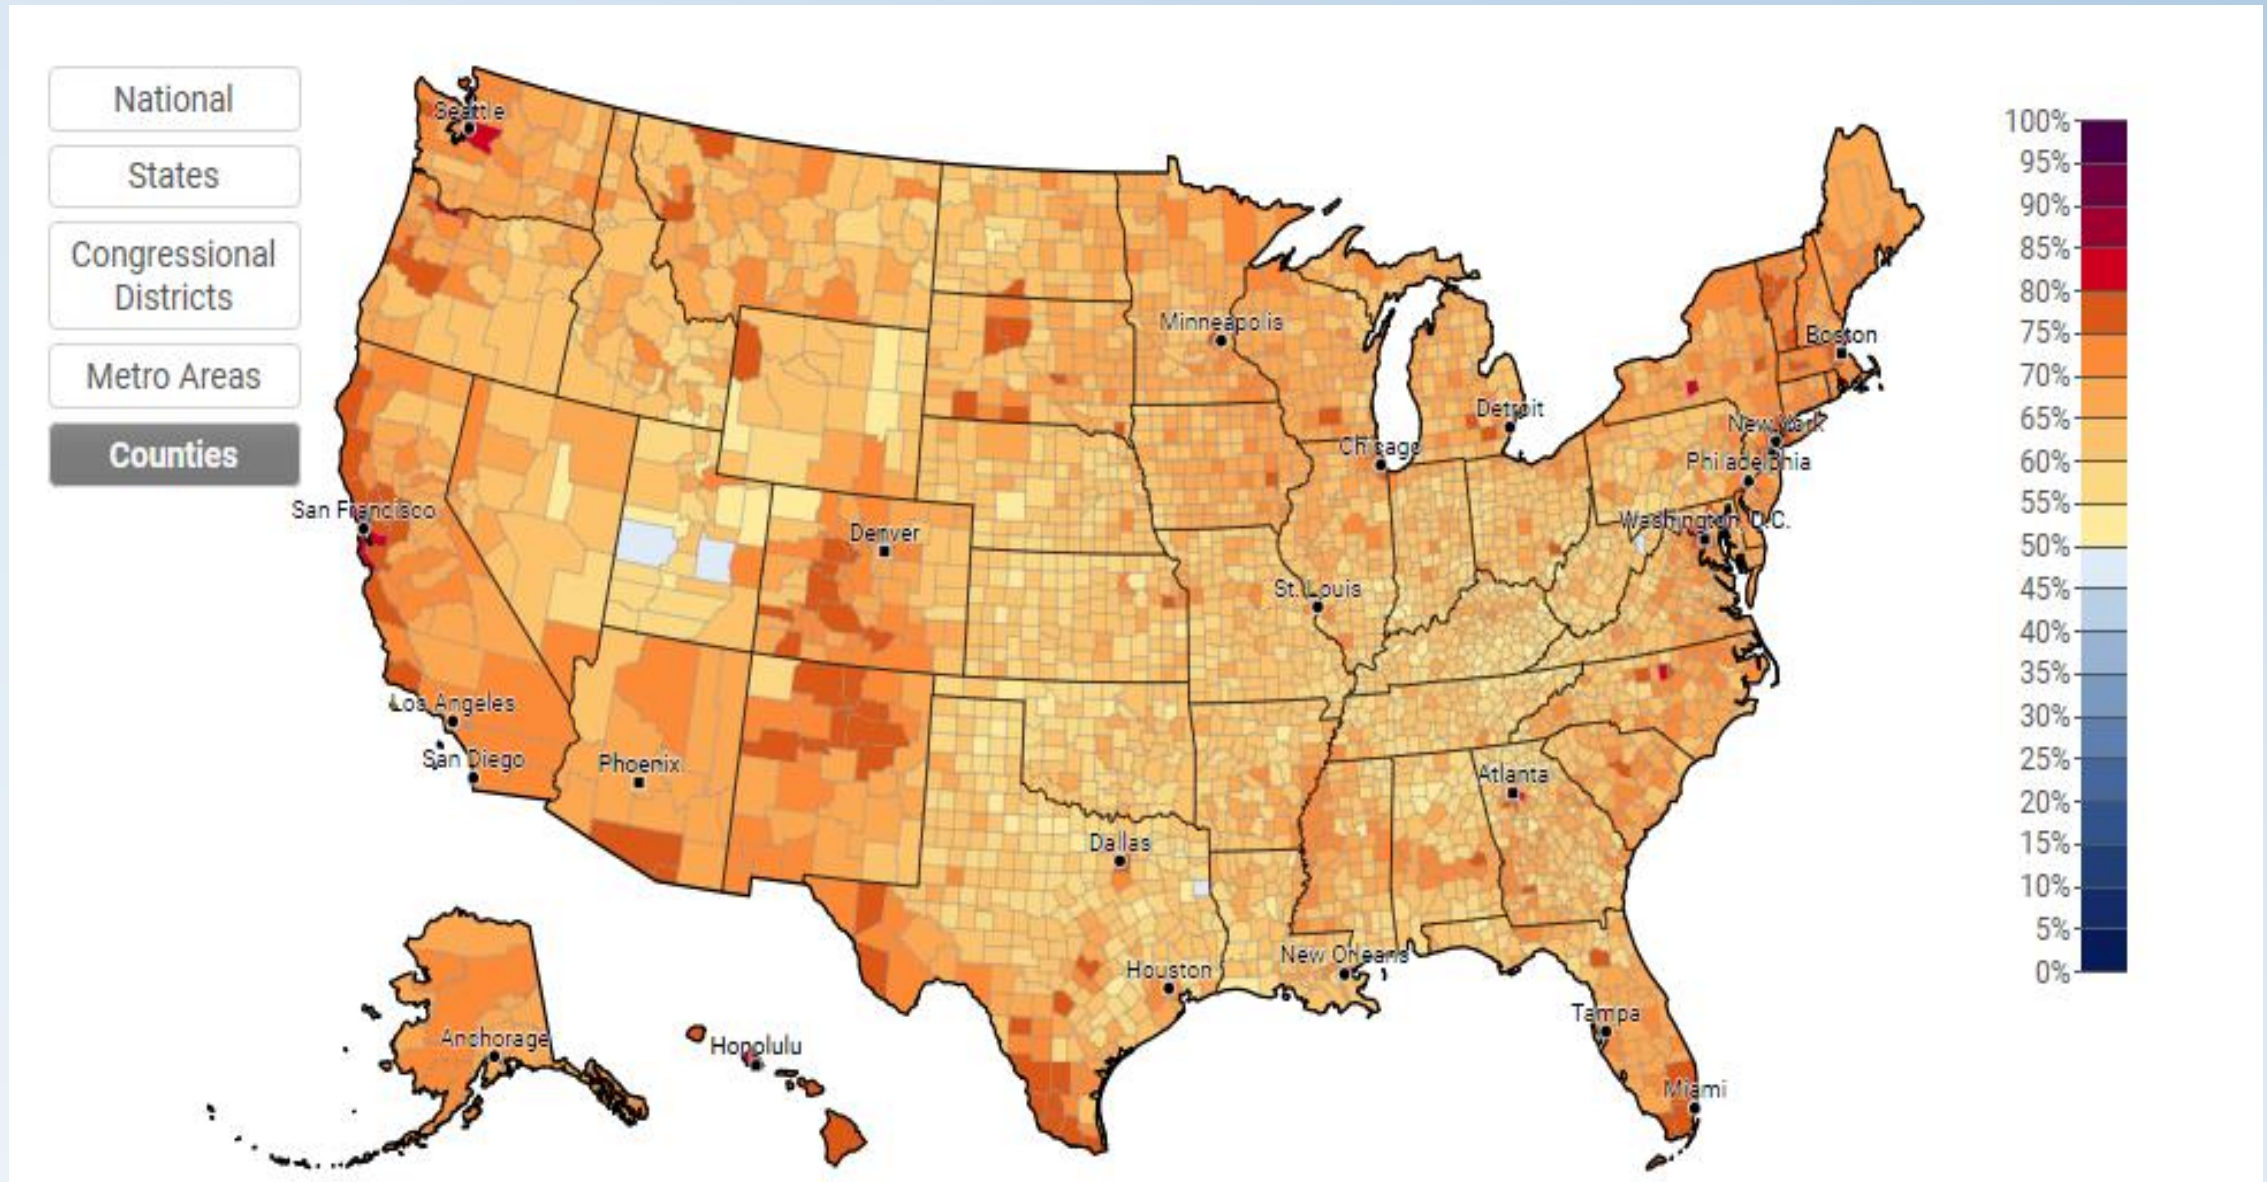 National
States
Congressional
Districts
Metro Areas
Counties
Seattle
Minneapolis
Boston
Detroit
New York
Chicago
Philadelphia
San Francisco
Washington, D.C.
Denver
St. Louis
Los Angeles
San Diego
Phoenix
Atlanta
Dallas
New Orleans
Houston
Tampa
Anchorage
Honolulu
Miami
100%
95%
90%
85%
80%
75%
70%
65%
60%
55%
50%
45%
40%
35%
30%
25%
20%
15%
10%
5%
0%